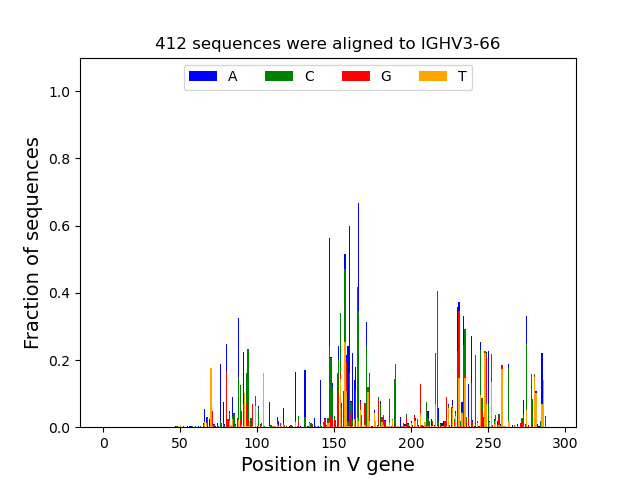 412 sequences were aligned to IGHV3-66
A C G T
1.0
0.8
0.6
0.4
0.2
0.0
Fraction of sequences
0 50 100 150 200 250 300
Position in V gene